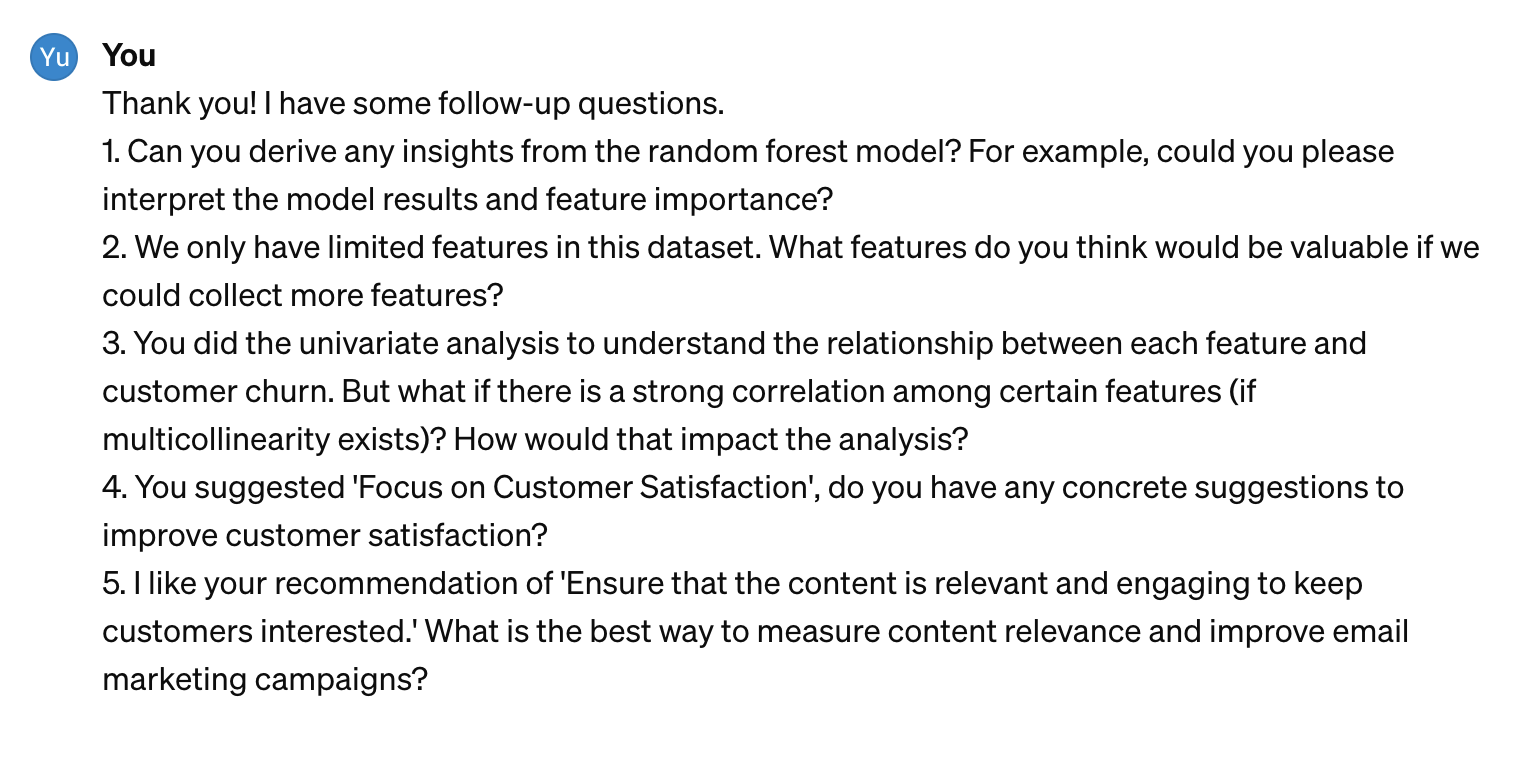 Yu
You
Thank you! I have some follow-up questions.
1. Can you derive any insights from the random forest model? For example, could you please
interpret the model results and feature importance?
2. We only have limited features in this dataset. What features do you think would be valuable if we
could collect more features?
3. You did the univariate analysis to understand the relationship between each feature and
customer churn. But what if there is a strong correlation among certain features (if
multicollinearity exists)? How would that impact the analysis?
4. You suggested 'Focus on Customer Satisfaction', do you have any concrete suggestions to
improve customer satisfaction?
5. I like your recommendation of 'Ensure that the content is relevant and engaging to keep
customers interested.' What is the best way to measure content relevance and improve email
marketing campaigns?